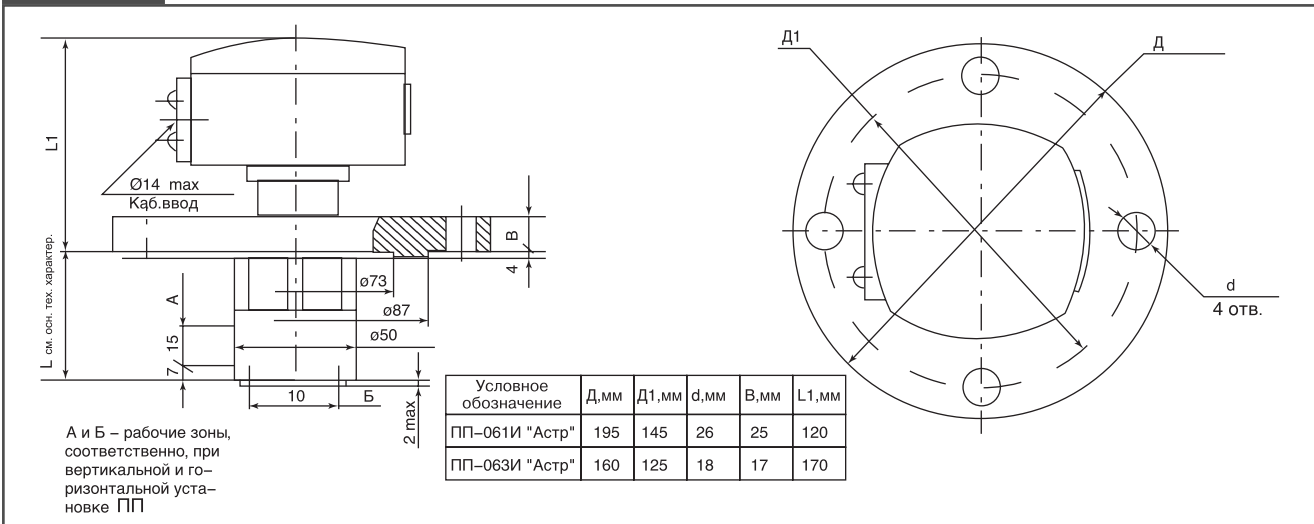 L1
Ø14 max
Каб.ввод
L см. осн. тех. характер.
A
15
7
B
4
ø73
ø87
ø50
10
Б
2 max
А и Б – рабочие зоны,
соответственно, при
вертикальной и го–
ризонтальной уста–
новке ПП
Условное обозначение Д,мм Д1,мм d,мм В,мм L1,мм
ПП–061И "Астр" 195 145 26 25 120
ПП–063И "Астр" 160 125 18 17 170
Д1
Д
d
4 отв.